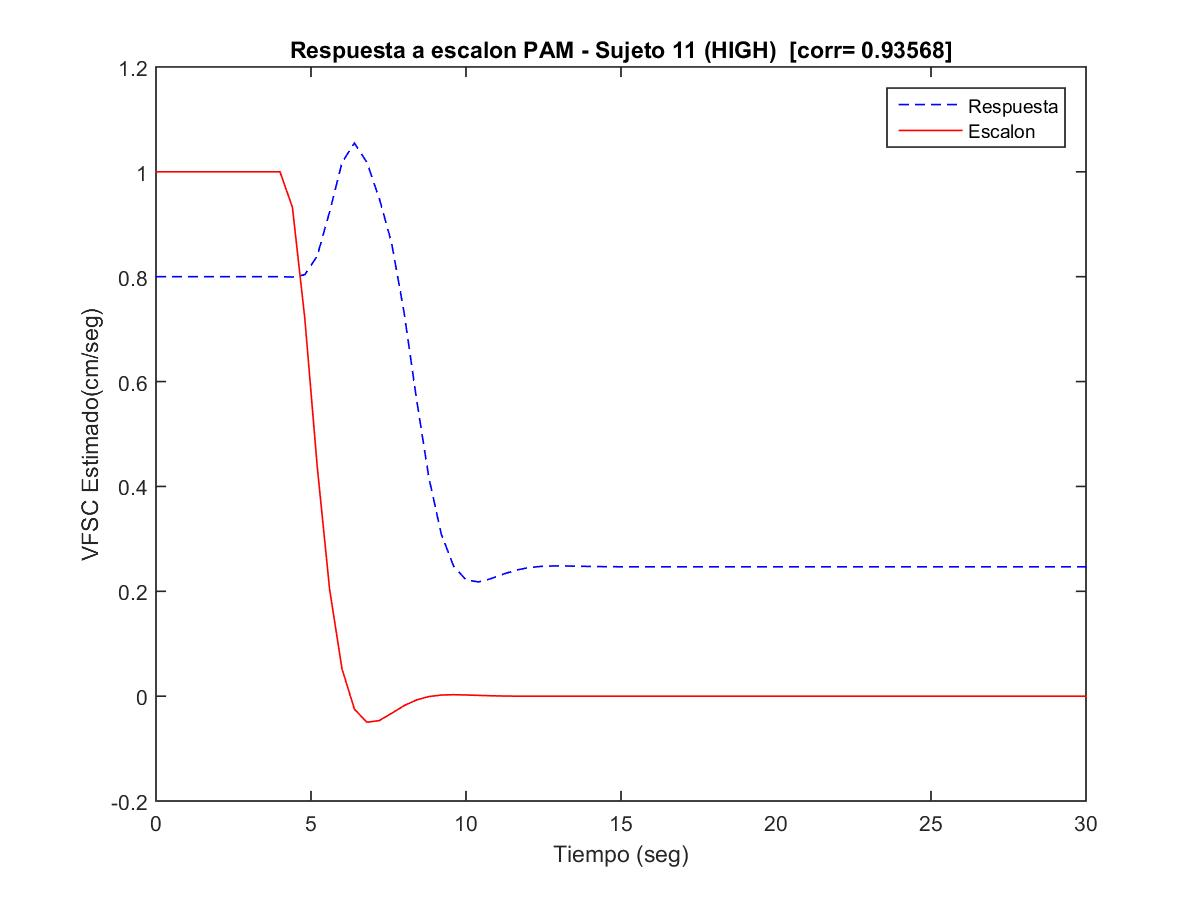 Respuesta a escalon PAM - Sujeto 11 (HIGH) [corr= 0.93568]
1.2
Respuesta
Escalon
1
0.8
0.6
0.4
0.2
0
-0.2
VFSC Estimado(cm/seg)
0 5 10 15 20 25 30
Tiempo (seg)